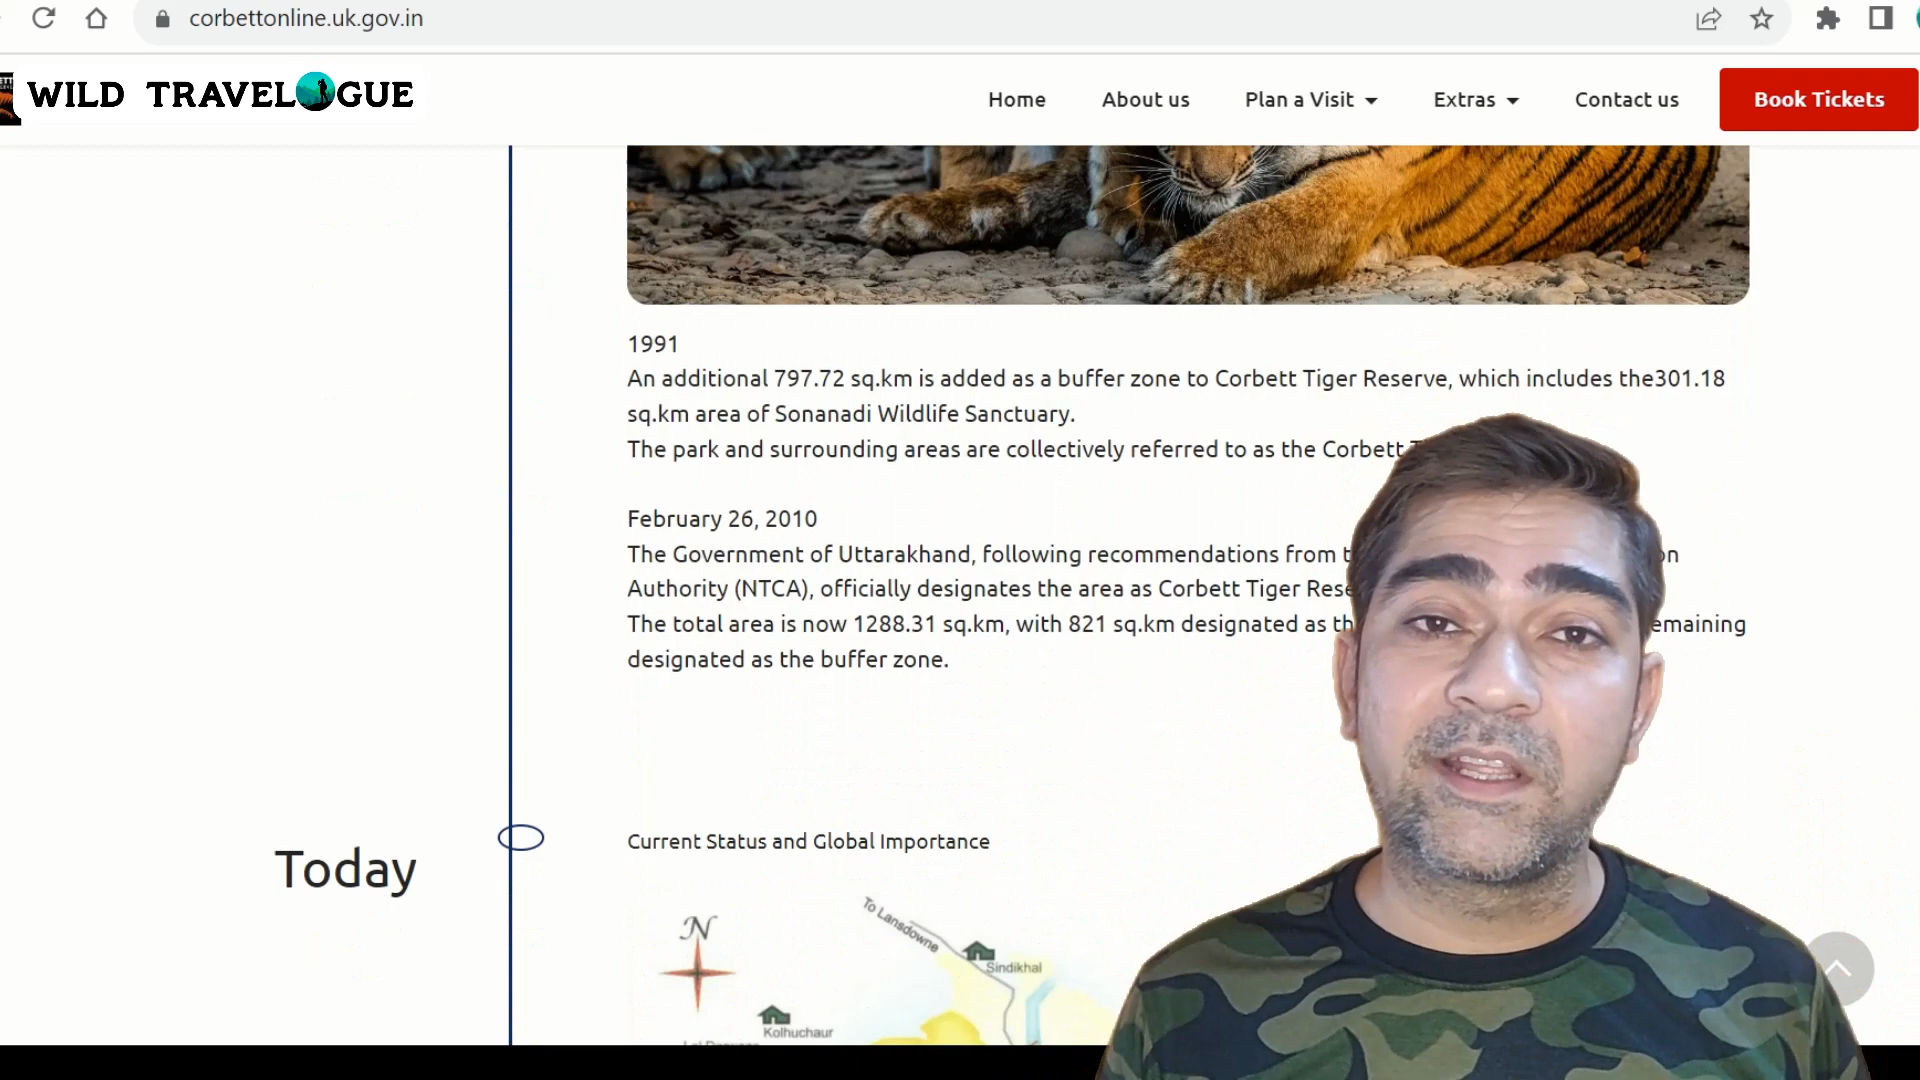 corbettonline.uk.gov.in
WILD TRAVELOGUE
Home
About us
Plan a Visit
Extras
Contact us
Book Tickets
1991
An additional 797.72 sq.km is added as a buffer zone to Corbett Tiger Reserve, which includes the301.18
sq.km area of Sonanadi Wildlife Sanctuary.
The park and surrounding areas are collectively referred to as the Corbett
February 26, 2010
The Government of Uttarakhand, following recommendations from
Authority (NTCA), officially designates the area as Corbett Tiger
The total area is now 1288.31 sq.km, with 821 sq.km designated as
designated as the buffer zone.
Today
Current Status and Global Importance
N
To Lansdowne
Sindikhal
Kolhuchaur